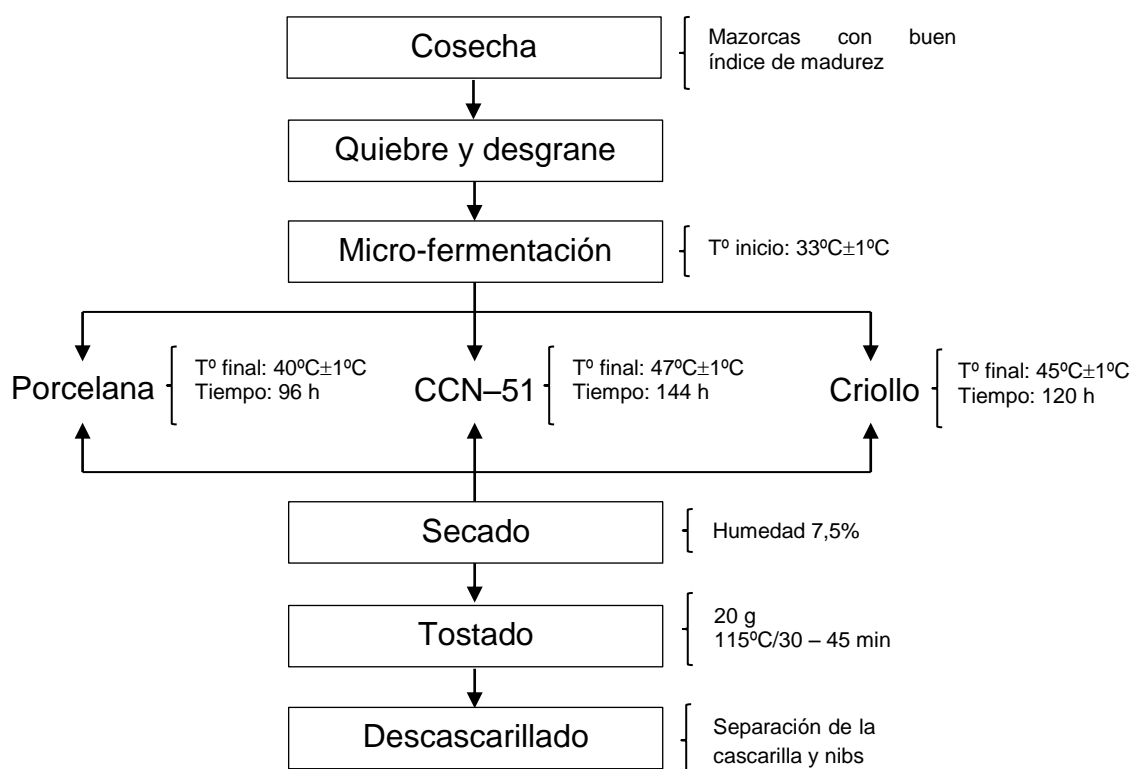 Cosecha
Mazorcas con buen
índice de madurez
Quiebre y desgrane
Micro-fermentación
Tº inicio: 33ºC±1ºC
Porcelana
Tº final: 40ºC±1ºC
Tiempo: 96 h
CCN–51
Tº final: 47ºC±1ºC
Tiempo: 144 h
Criollo
Tº final: 45ºC±1ºC
Tiempo: 120 h
Secado
Humedad 7,5%
Tostado
20 g
115ºC/30 – 45 min
Descascarillado
Separación de la
cascarilla y nibs